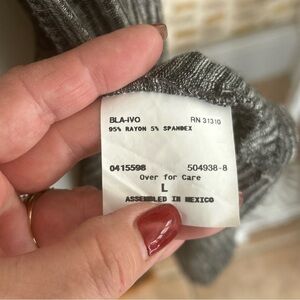 BLA-IVO RN 31310
95% RAYON 5% SPANDEX
0415598 504938-8
Over for Care
L
ASSEMBLED IN MEXICO